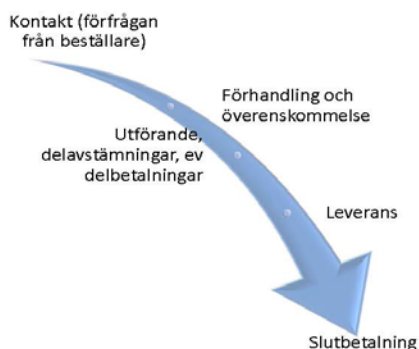 Kontakt (förfrågan
från beställare)
Förhandling och
överenskommelse
Utförande,
delavstämningar, ev
delbetalningar
Leverans
Slutbetalning